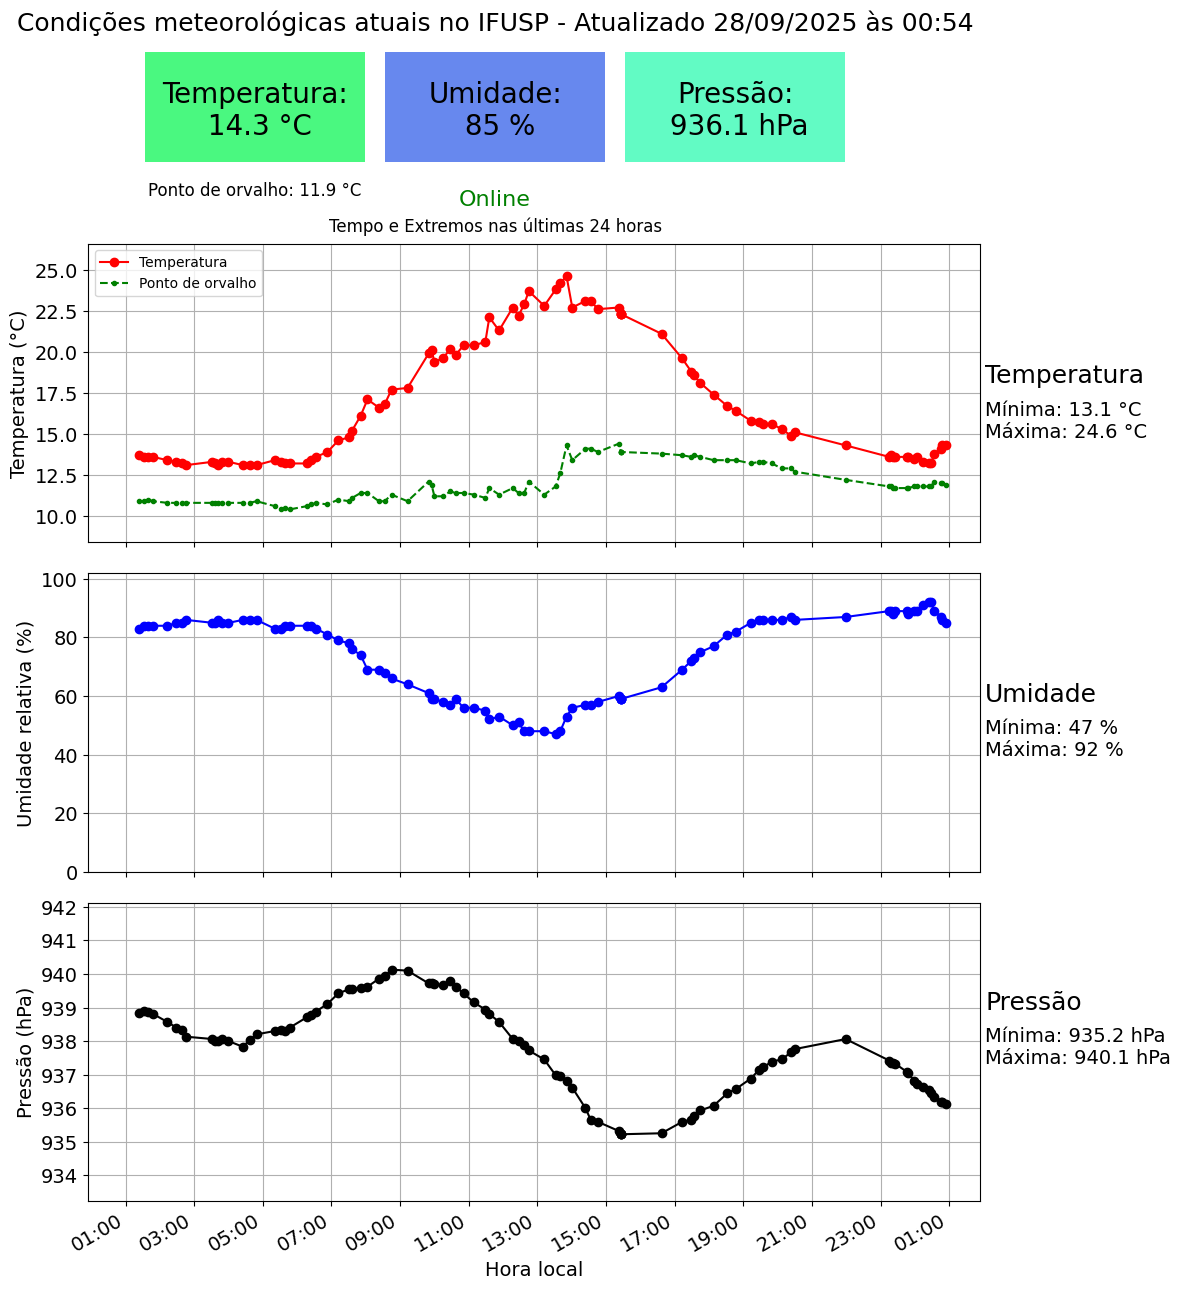 Condições meteorológicas atuais no IFUSP - Atualizado 28/09/2025 às 00:54
Temperatura:
14.3 °C
Umidade:
85 %
Pressão:
936.1 hPa
Ponto de orvalho: 11.9 °C
Online
Tempo e Extremos nas últimas 24 horas
Temperatura
Ponto de orvalho
Temperatura (°C)
25.0
22.5
20.0
17.5
15.0
12.5
10.0
Temperatura
Mínima: 13.1 °C
Máxima: 24.6 °C
Umidade relativa (%)
100
80
60
40
20
0
Umidade
Mínima: 47 %
Máxima: 92 %
Pressão (hPa)
942
941
940
939
938
937
936
935
934
Pressão
Mínima: 935.2 hPa
Máxima: 940.1 hPa
01:00 03:00 05:00 07:00 09:00 11:00 13:00 15:00 17:00 19:00 21:00 23:00 01:00
Hora local